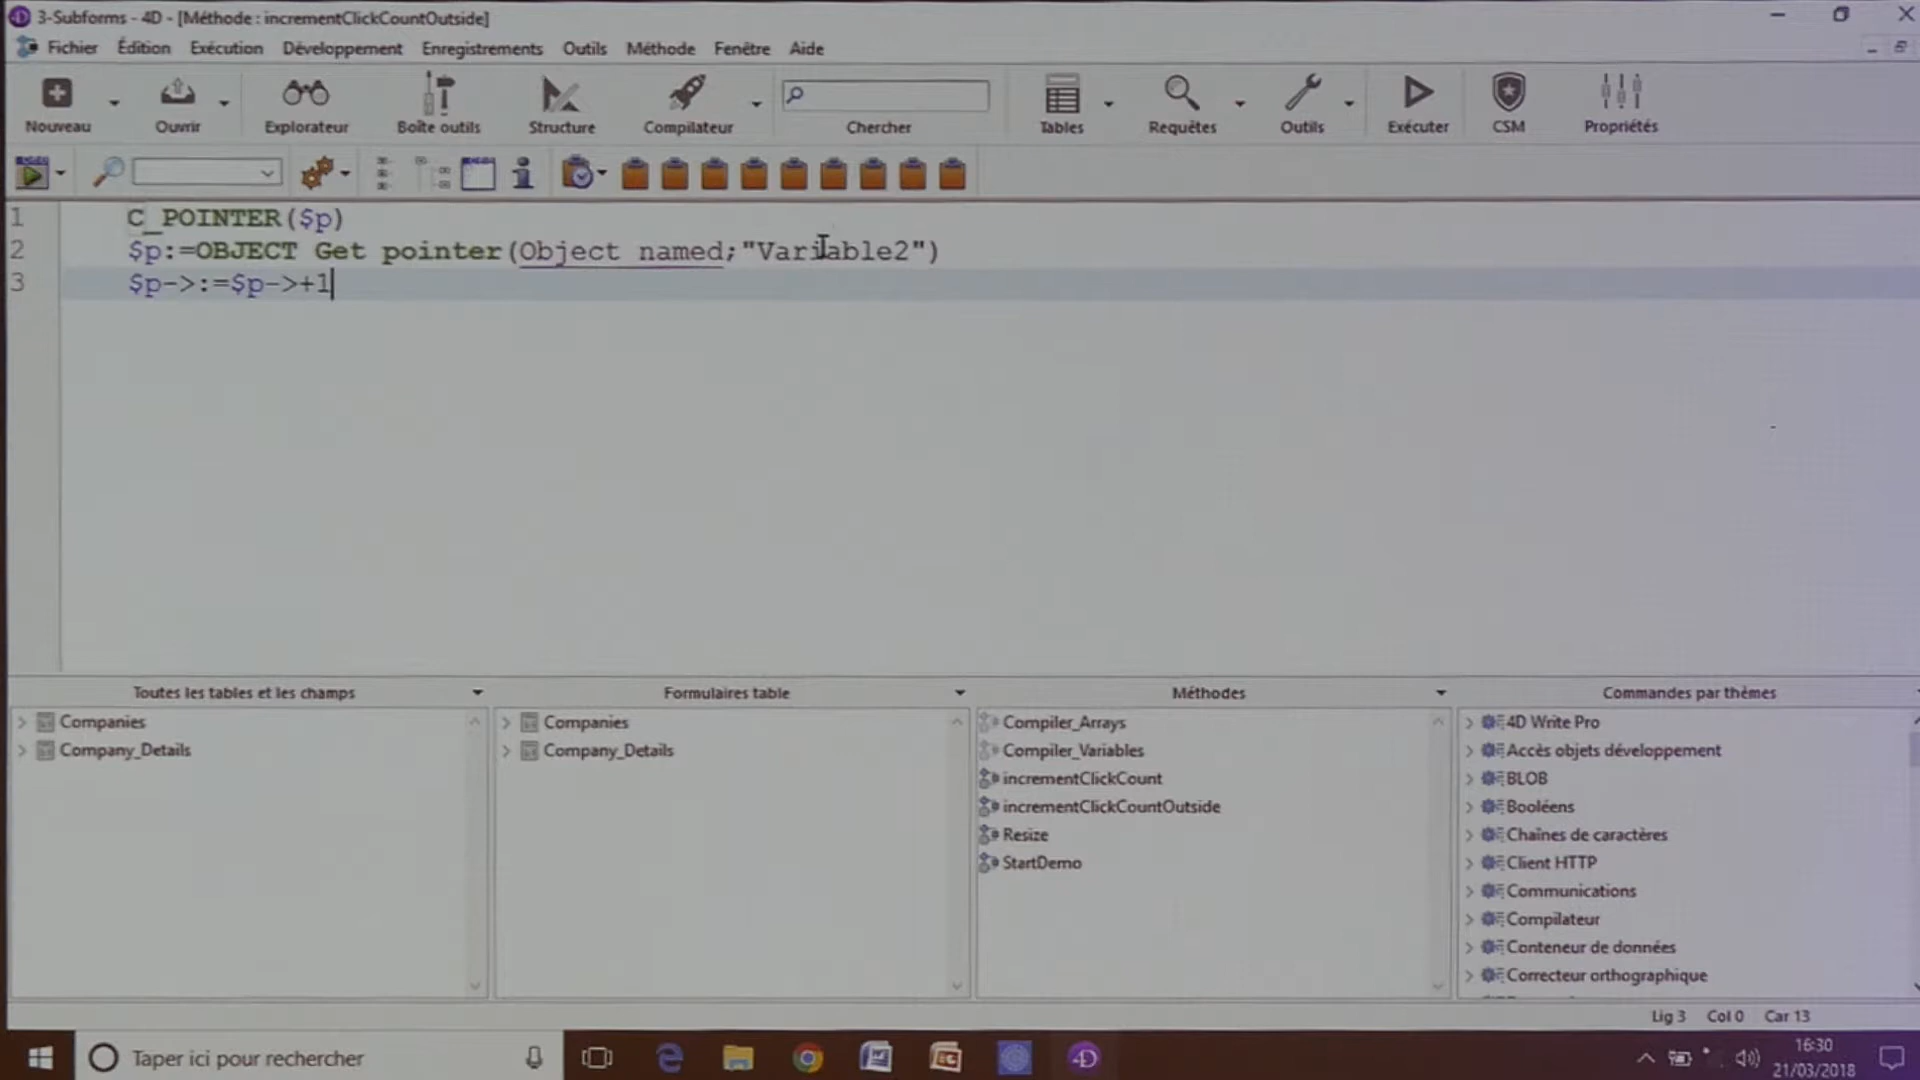 3-Subforms - 4D - [Méthode : incrementClickCountOutside]
Fichier Édition Exécution Développement Enregistrements Outils Méthode Fenêtre Aide
Nouveau Ouvrir Explorateur Boîte outils Structure Compilateur Chercher Tables Requêtes Outils Exécuter CSM Propriétés
1 C_POINTER($p)
2 $p:=OBJECT Get pointer(Object named;"Variable2")
3 $p->:=$p->+1
Toutes les tables et les champs Formulaires table Méthodes Commandes par thèmes
Companies Companies Compiler_Arrays 4D Write Pro
Company_Details Company_Details Compiler_Variables Accès objets développement
incrementClickCount BLOB
incrementClickCountOutside Booléens
Resize Chaînes de caractères
StartDemo Client HTTP
Communications
Compilateur
Conteneur de données
Correcteur orthographique
Lig 3 Col 0 Car 13
Taper ici pour rechercher
16:30
21/03/2018